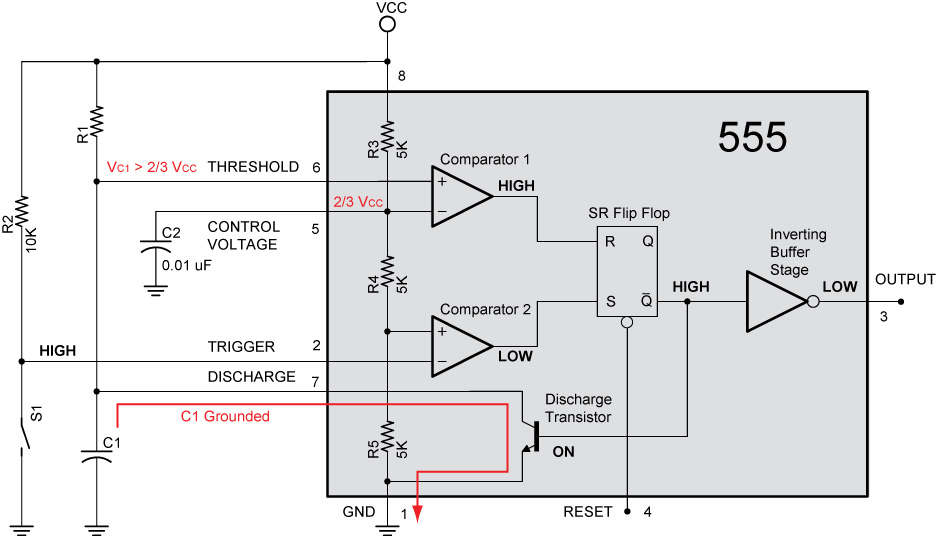 VCC
8
555
R1
R3
5K
VC1 > 2/3 VCC
THRESHOLD
6
Comparator 1
+
HIGH
2/3 VCC
–
R2
10K
C2
0.01 uF
CONTROL
VOLTAGE
5
SR Flip Flop
R
Q
S
Q̅
Inverting
Buffer
Stage
R4
5K
HIGH
LOW
OUTPUT
3
Comparator 2
+
–
LOW
HIGH
TRIGGER
2
DISCHARGE
7
S1
C1 Grounded
C1
R5
5K
Discharge
Transistor
ON
GND
1
RESET
4